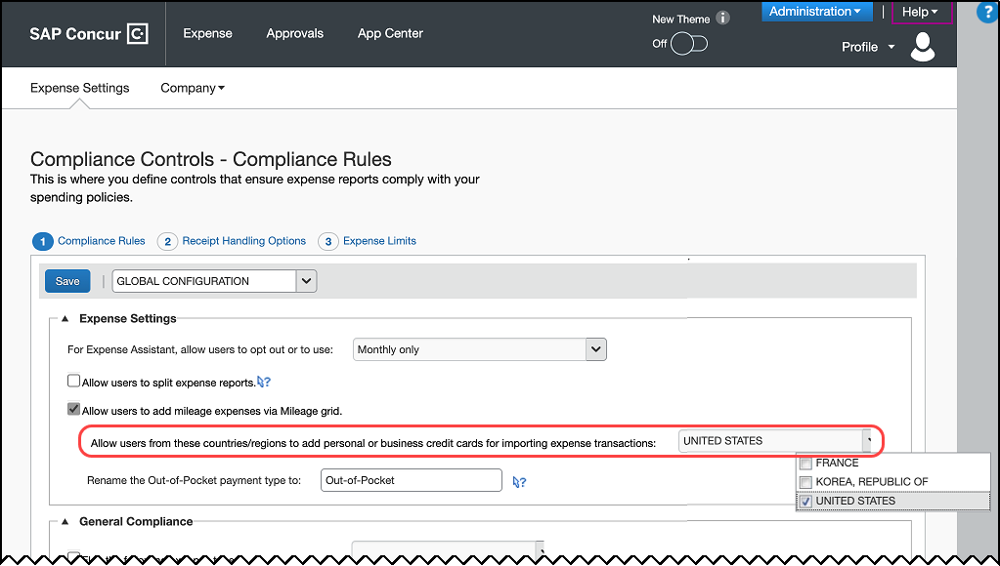 SAP Concur C
Expense
Approvals
App Center
New Theme i
Off
Administration
|
Help
?
Profile
Expense Settings
Company
Compliance Controls - Compliance Rules
This is where you define controls that ensure expense reports comply with your
spending policies.
1 Compliance Rules
2 Receipt Handling Options
3 Expense Limits
Save | GLOBAL CONFIGURATION
Expense Settings
For Expense Assistant, allow users to opt out or to use: Monthly only
Allow users to split expense reports. ?
Allow users to add mileage expenses via Mileage grid.
Allow users from these countries/regions to add personal or business credit cards for importing expense transactions: UNITED STATES
FRANCE
KOREA, REPUBLIC OF
UNITED STATES
Rename the Out-of-Pocket payment type to: Out-of-Pocket ?
General Compliance